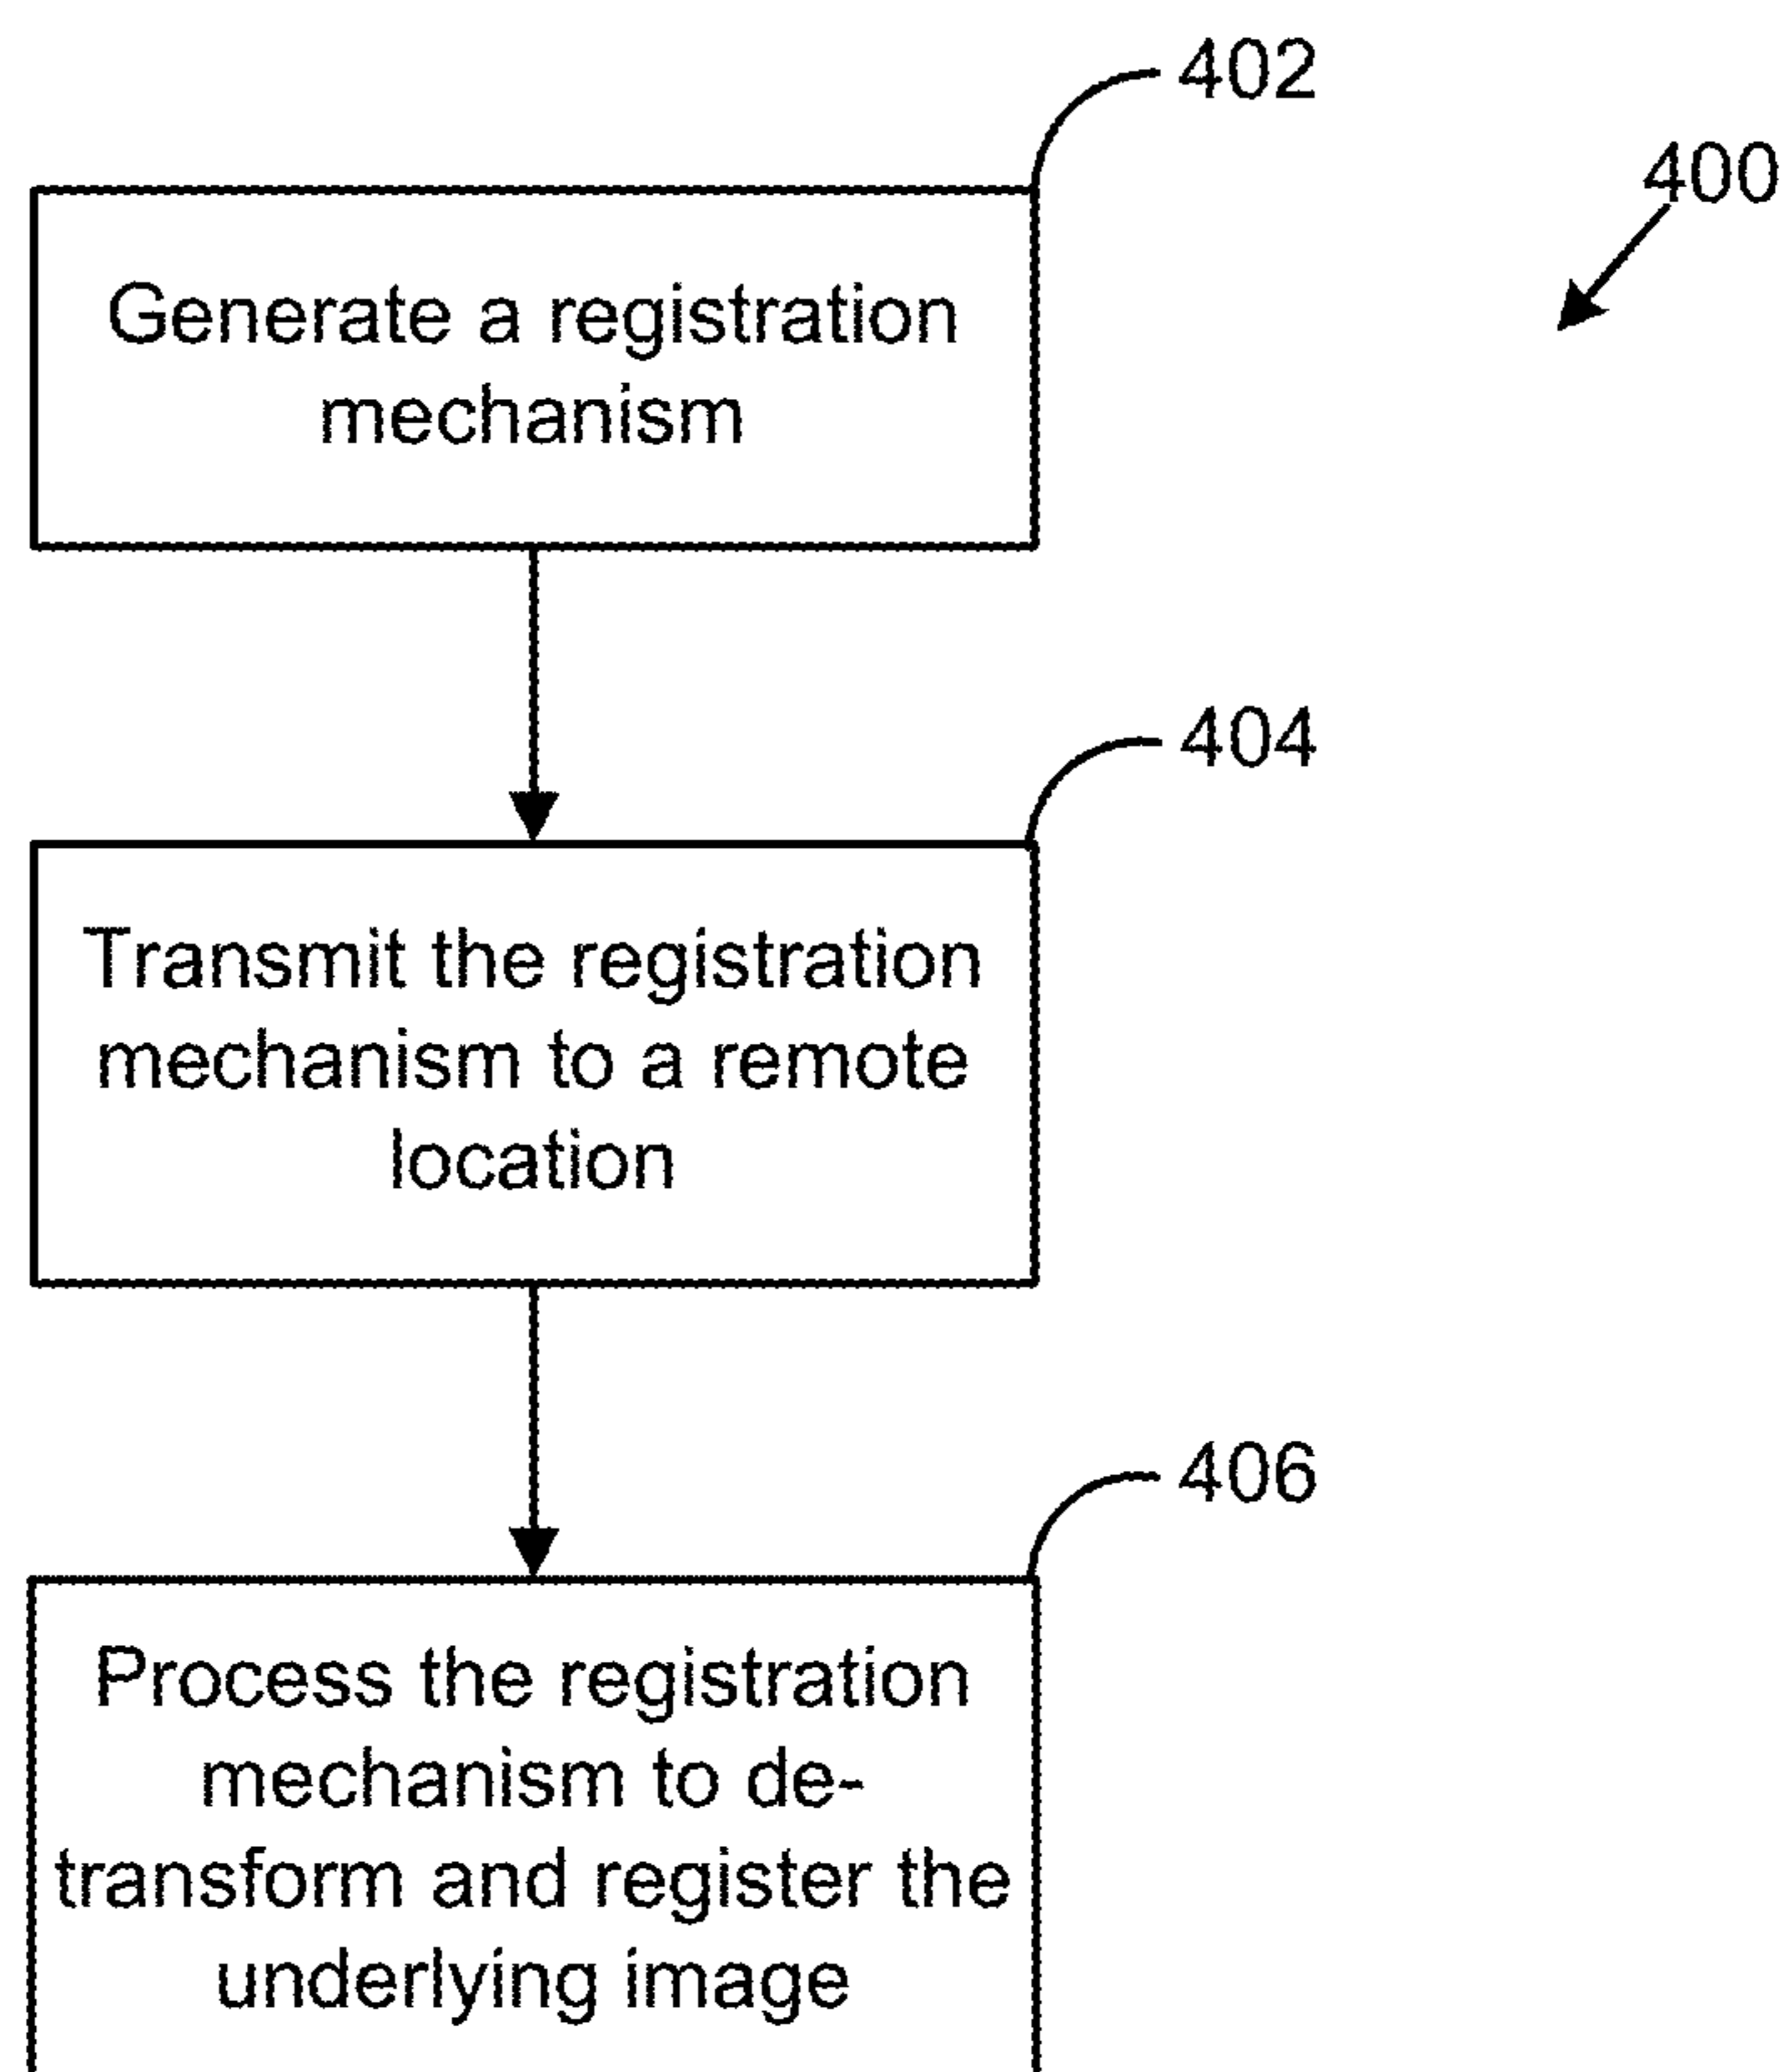 402
400
Generate a registration
mechanism
404
Transmit the registration
mechanism to a remote
location
406
Process the registration
mechanism to de-
transform and register the
underlying image